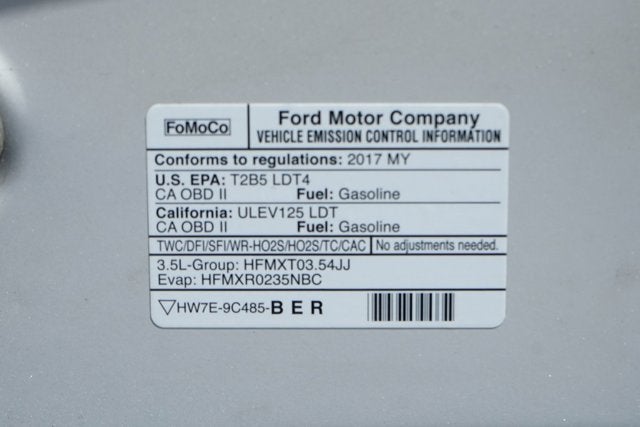 FoMoCo
Ford Motor Company
VEHICLE EMISSION CONTROL INFORMATION
Conforms to regulations: 2017 MY
U.S. EPA: T2B5 LDT4
CA OBD II Fuel: Gasoline
California: ULEV125 LDT
CA OBD II Fuel: Gasoline
TWC/DFI/SFI/WR-HO2S/HO2S/TC/CAC No adjustments needed.
3.5L-Group: HFMXT03.54JJ
Evap: HFMXR0235NBC
▽HW7E-9C485-BER